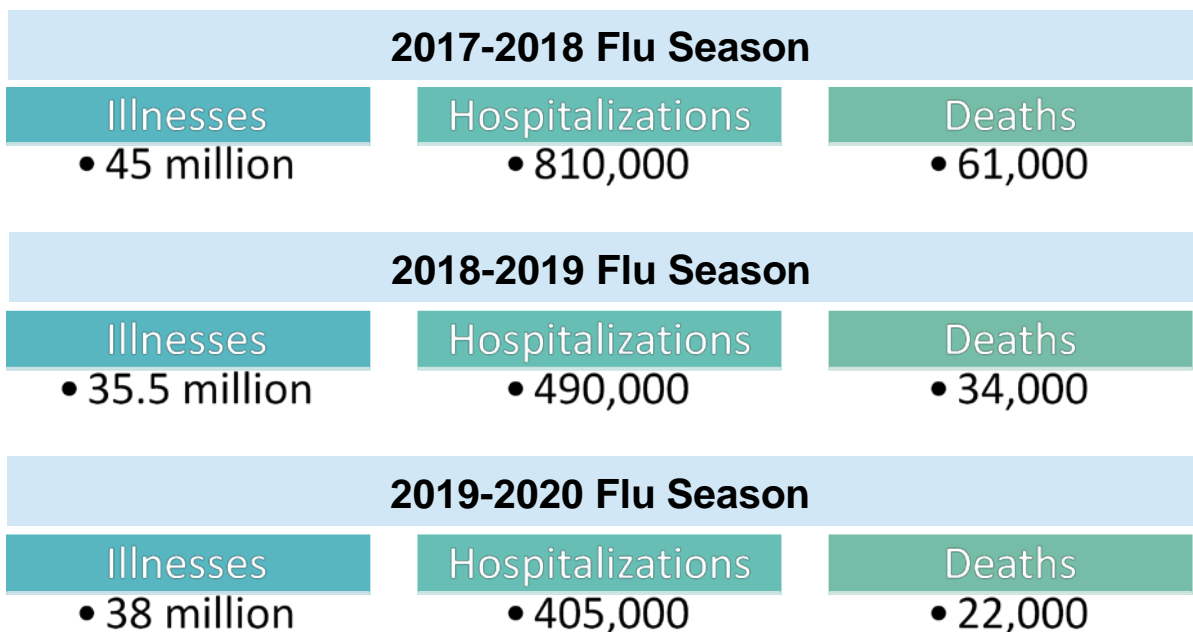 2017-2018 Flu Season
Illnesses Hospitalizations Deaths
• 45 million • 810,000 • 61,000
2018-2019 Flu Season
Illnesses Hospitalizations Deaths
• 35.5 million • 490,000 • 34,000
2019-2020 Flu Season
Illnesses Hospitalizations Deaths
• 38 million • 405,000 • 22,000